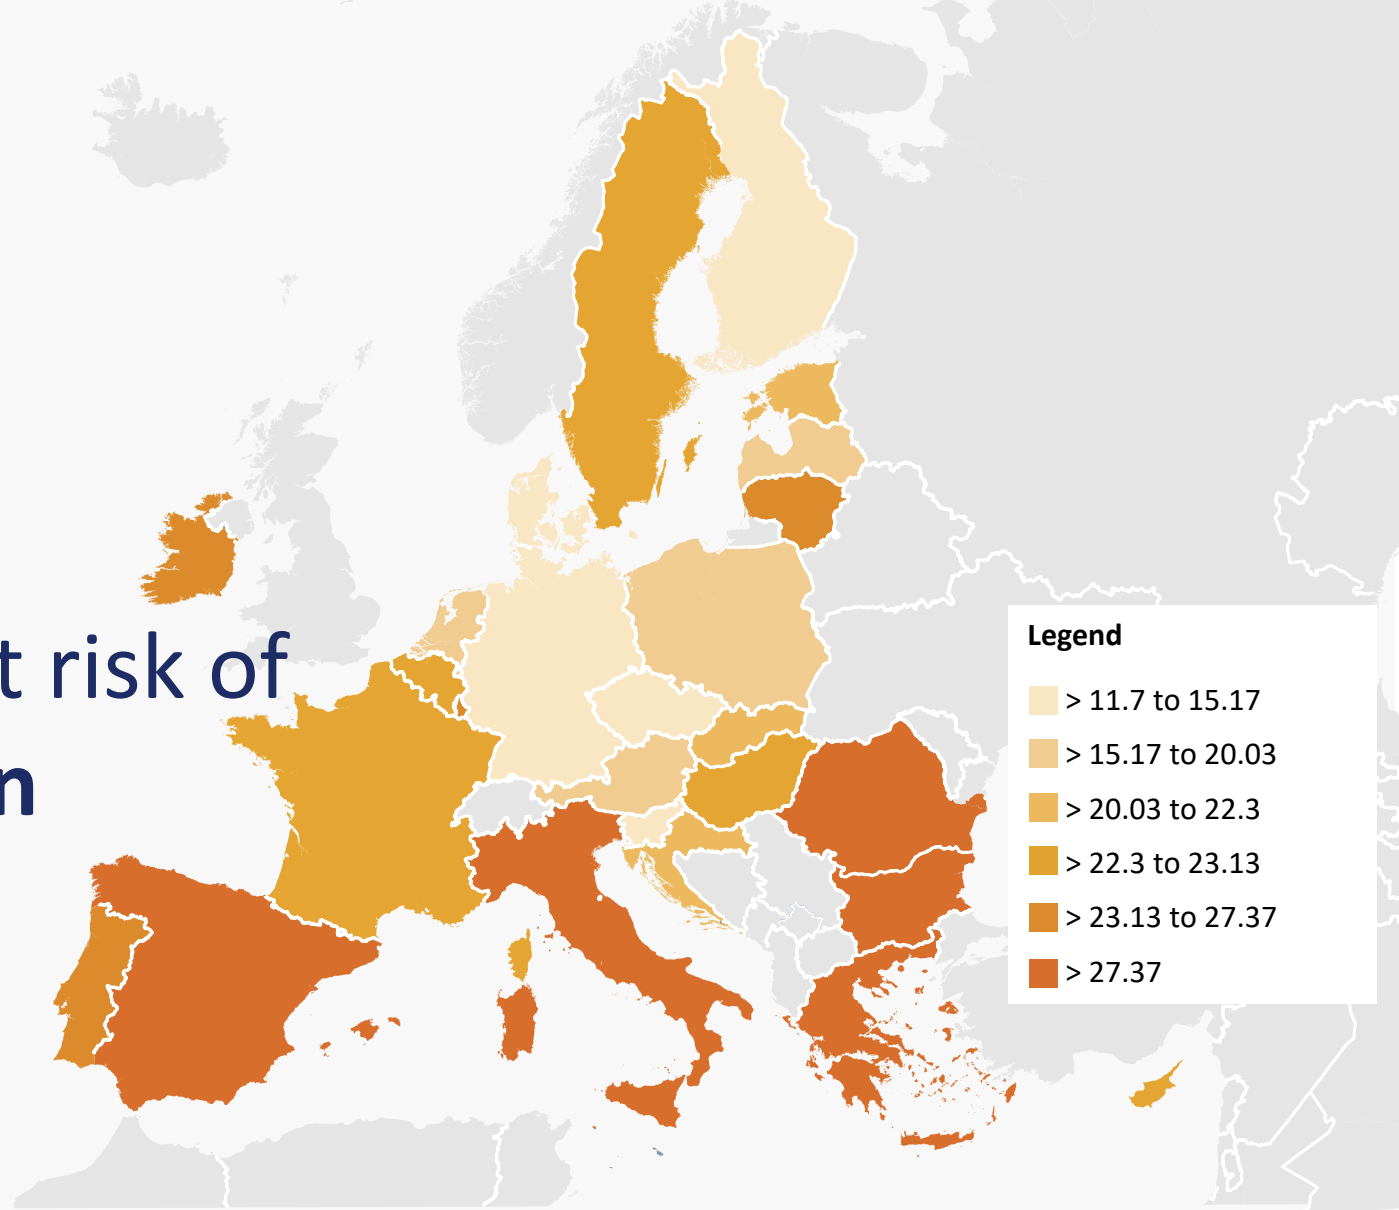 t risk of
n
Legend
> 11.7 to 15.17
> 15.17 to 20.03
> 20.03 to 22.3
> 22.3 to 23.13
> 23.13 to 27.37
> 27.37